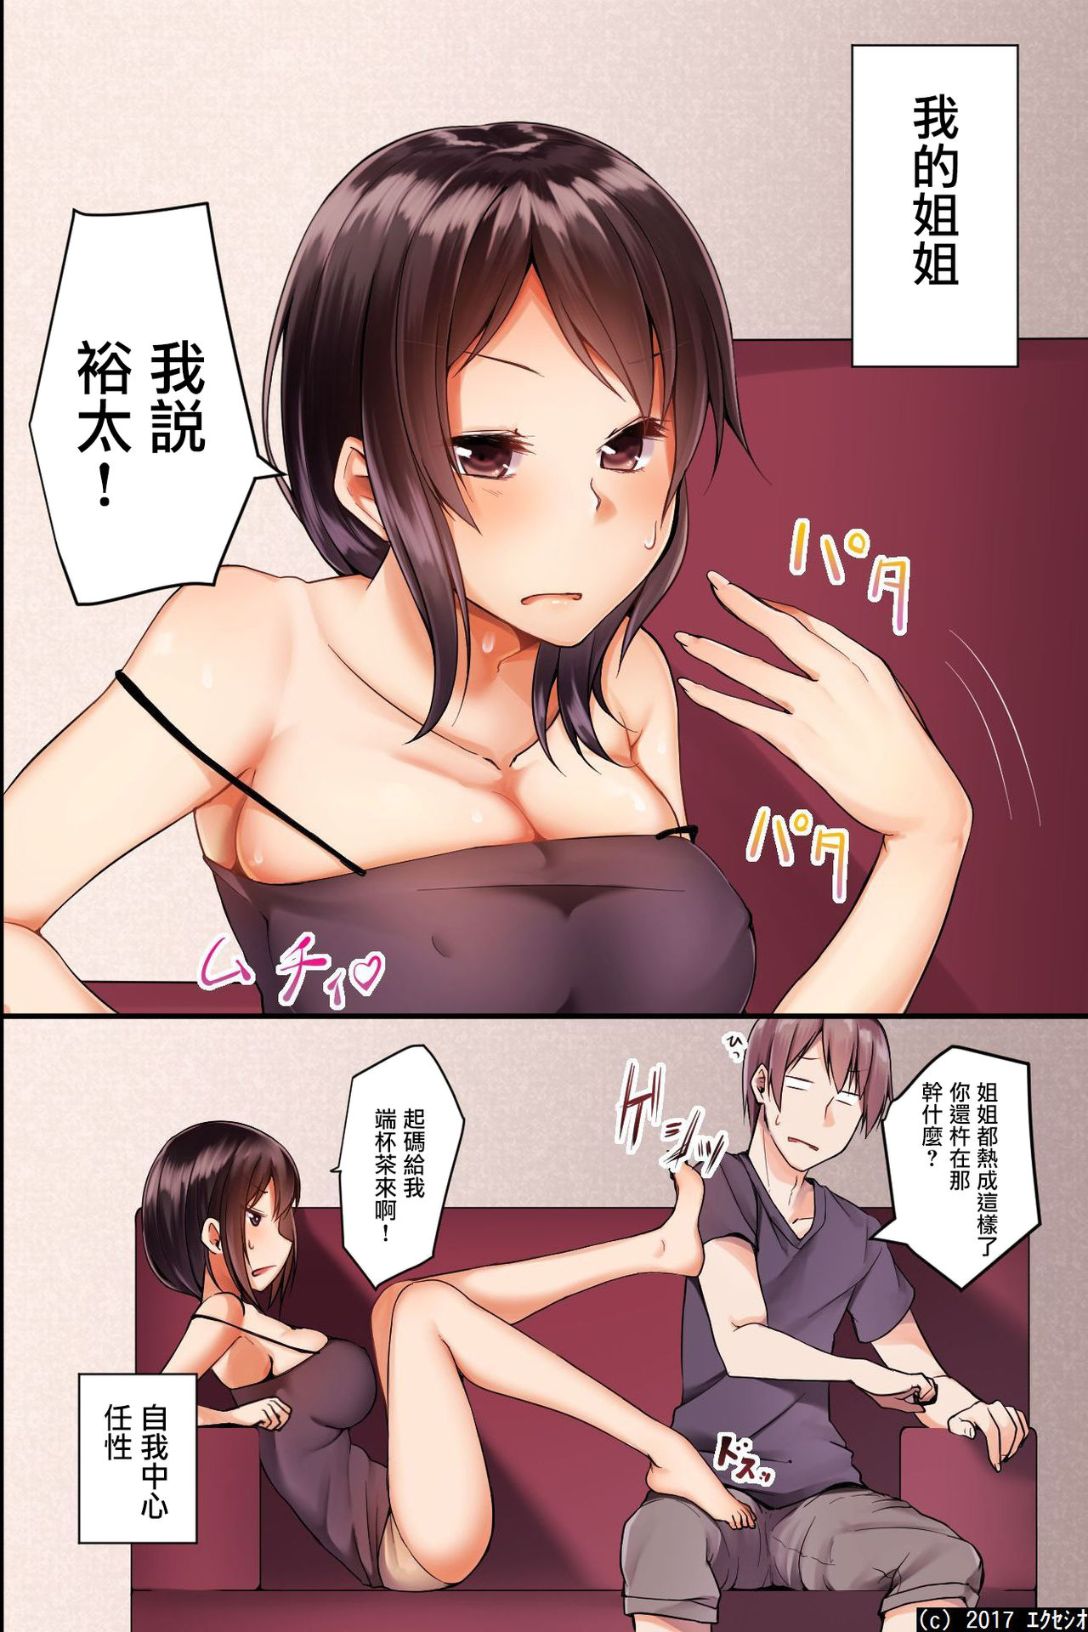 我的姐姐
我説
裕太！
パタ
パタ
ムチィ♡
姐姐都熱成這樣了
你還杵在那
幹什麼？
ひっ
ゲシッ
起碼給我
端杯茶來啊！
ドスッ
自我中心
任性
(c) 2017 ｴｸｾｼｵ